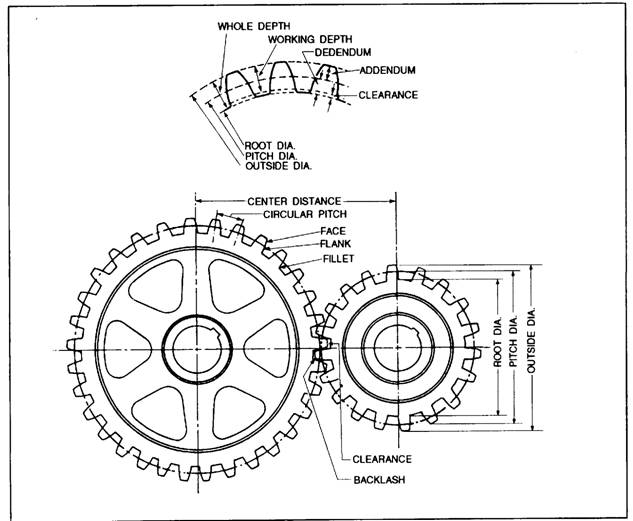 WHOLE DEPTH
WORKING DEPTH
DEDENDUM
ADDENDUM
CLEARANCE
ROOT DIA.
PITCH DIA.
OUTSIDE DIA.
CENTER DISTANCE
CIRCULAR PITCH
FACE
FLANK
FILLET
ROOT DIA.
PITCH DIA.
OUTSIDE DIA.
CLEARANCE
BACKLASH